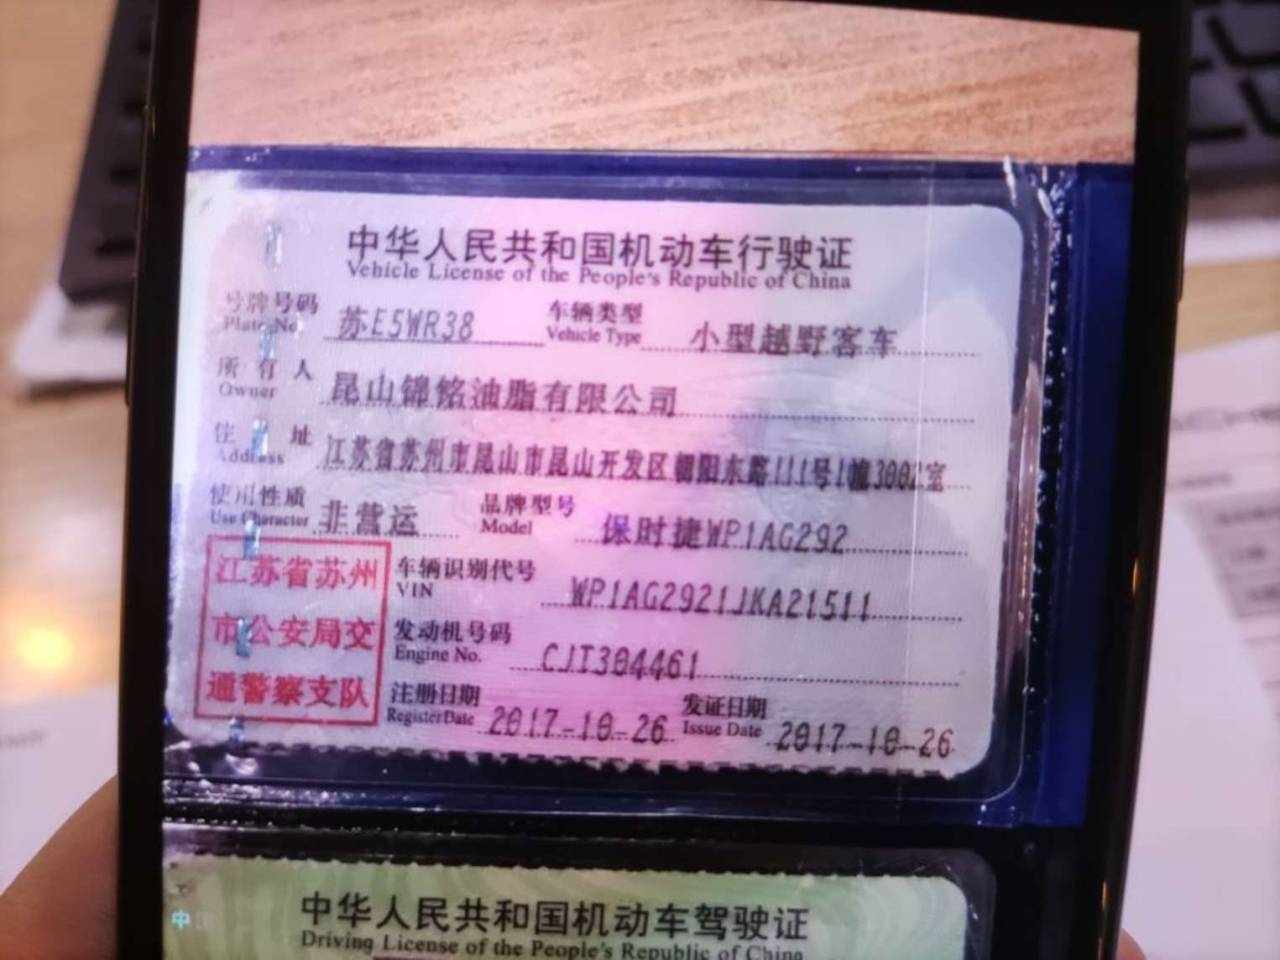 中华人民共和国机动车行驶证
Vehicle License of the People's Republic of China
号牌号码 苏E5WR38 车辆类型 小型越野客车
Plate No. Vehicle Type
所有人 昆山锦铭油脂有限公司
Owner
住址 江苏省苏州市昆山市昆山开发区朝阳东路111号1幢3002室
Address
使用性质 非营运 品牌型号 保时捷WP1AG292
Use Character Model
江苏省苏州
市公安局交
通警察支队
车辆识别代号 WP1AG2921JKA21511
VIN
发动机号码 CJT304461
Engine No.
注册日期 2017-10-26 发证日期 2017-10-26
Register Date Issue Date
中华人民共和国机动车驾驶证
Driving License of the People's Republic of China